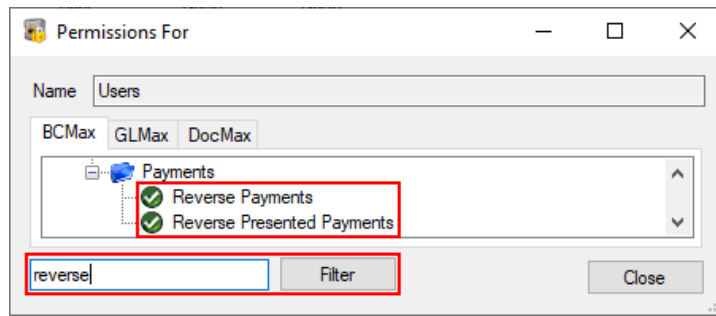 Permissions For
Name Users
BCMax GLMax DocMax
Payments
Reverse Payments
Reverse Presented Payments
reverse Filter Close